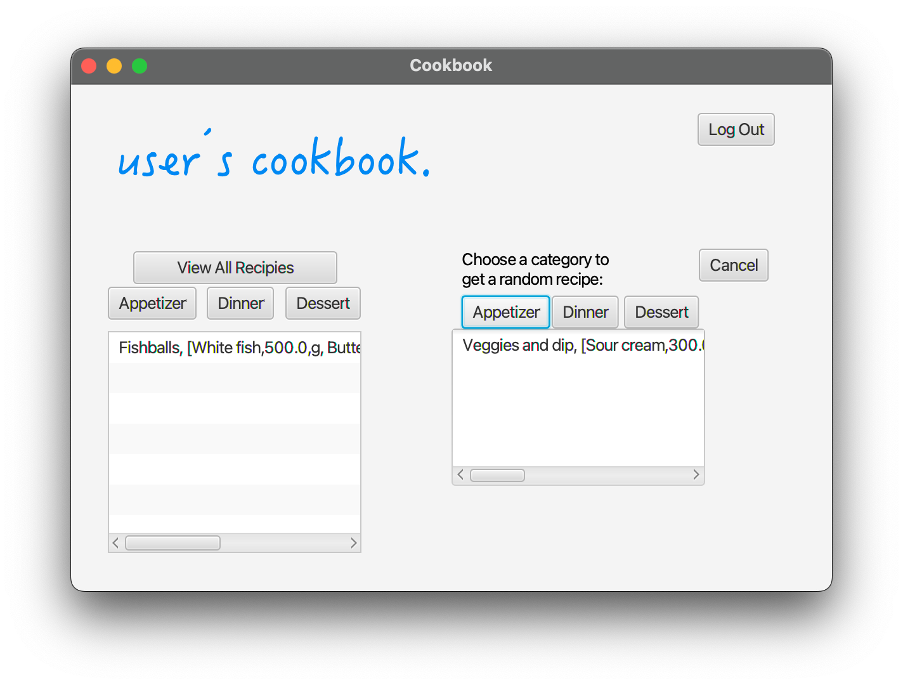 Cookbook
Log Out
user´s cookbook.
View All Recipies
Appetizer Dinner Dessert
Fishballs, [White fish,500.0,g, Butte
Choose a category to
get a random recipe:
Cancel
Appetizer Dinner Dessert
Veggies and dip, [Sour cream,300.0